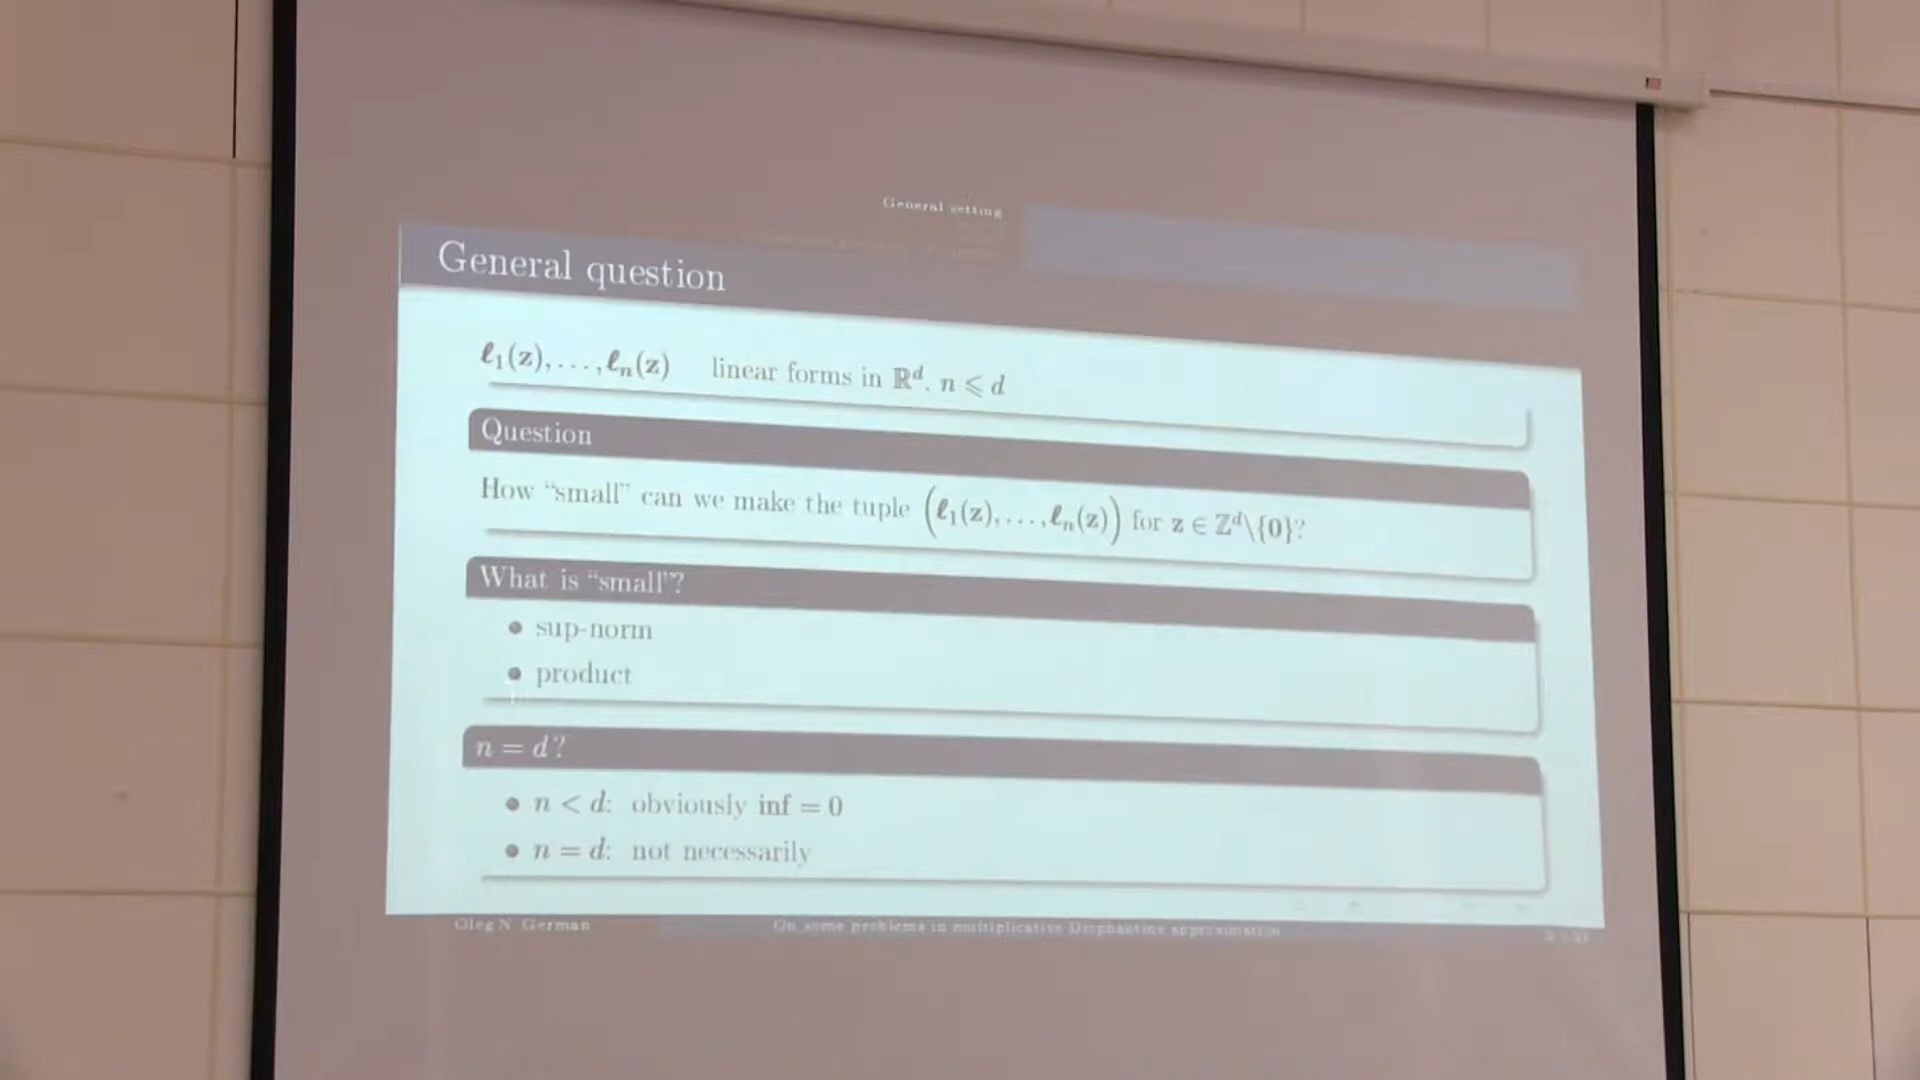 General setting
General question
ℓ₁(z), . . . , ℓₙ(z) linear forms in ℝᵈ, n ⩽ d
Question
How “small” can we make the tuple (ℓ₁(z), . . . , ℓₙ(z)) for z ∈ ℤᵈ\{0}?
What is “small”?
• sup-norm
• product
n = d?
• n < d: obviously inf = 0
• n = d: not necessarily
Oleg N. German On some problems in multiplicative Diophantine approximation